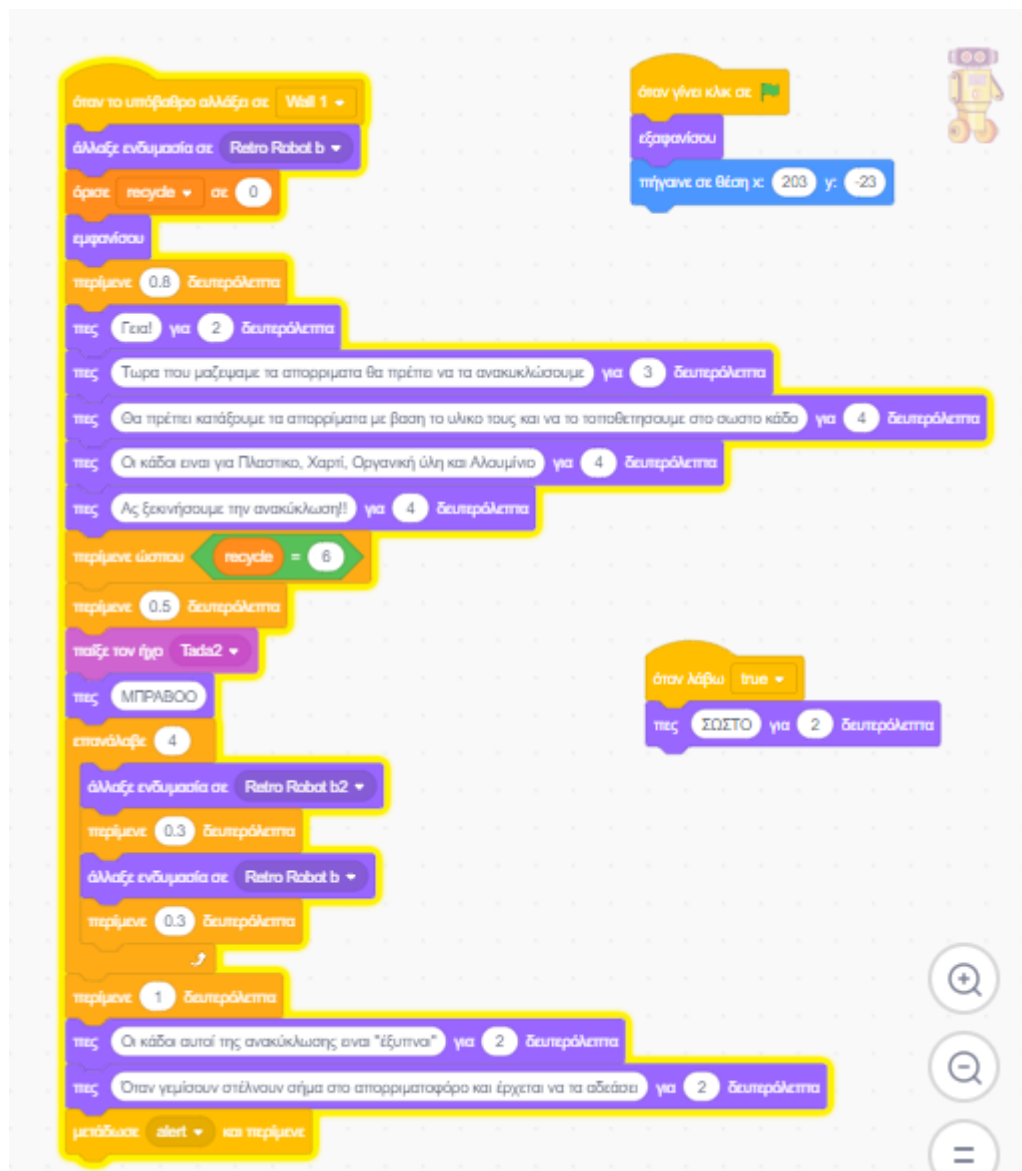 όταν το υπόβαθρο αλλάξει σε Wall 1
άλλαξε ενδυμασία σε Retro Robot b
όρισε recycle σε 0
εμφανίσου
περίμενε 0.8 δευτερόλεπτα
πες Γεια! για 2 δευτερόλεπτα
πες Τωρα που μαζεψαμε τα απορριματα θα πρέπει να τα ανακυκλώσουμε για 3 δευτερόλεπτα
πες Θα πρέπει κατάξουμε τα απορρίματα με βαση το υλικο τους και να το τοποθετησουμε στο σωστο κάδο για 4 δευτερόλεπτα
πες Οι κάδοι ειναι για Πλαστικο, Χαρτί, Οργανική ύλη και Αλουμίνιο για 4 δευτερόλεπτα
πες Ας ξεκινήσουμε την ανακύκλωση!! για 4 δευτερόλεπτα
περίμενε ώσπου recycle = 6
περίμενε 0.5 δευτερόλεπτα
παίξε τον ήχο Tada2
πες ΜΠΡΑΒΟΟ
επανάλαβε 4
άλλαξε ενδυμασία σε Retro Robot b2
περίμενε 0.3 δευτερόλεπτα
άλλαξε ενδυμασία σε Retro Robot b
περίμενε 0.3 δευτερόλεπτα
περίμενε 1 δευτερόλεπτα
πες Οι κάδοι αυτοί της ανακύκλωσης ειναι "έξυπνοι" για 2 δευτερόλεπτα
πες Όταν γεμίσουν στέλνουν σήμα στο απορριματοφόρο και έρχεται να τα αδεάσει για 2 δευτερόλεπτα
μετάδωσε alert και περίμενε
όταν γίνει κλικ σε
εξαφανίσου
πήγαινε σε θέση x: 203 y: -23
όταν λάβω true
πες ΣΩΣΤΟ για 2 δευτερόλεπτα